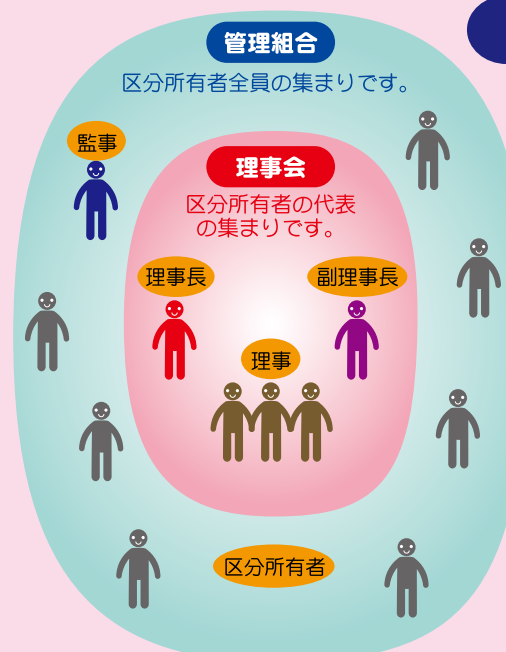 管理組合
区分所有者全員の集まりです。
監事
理事会
区分所有者の代表
の集まりです。
理事長
副理事長
理事
区分所有者